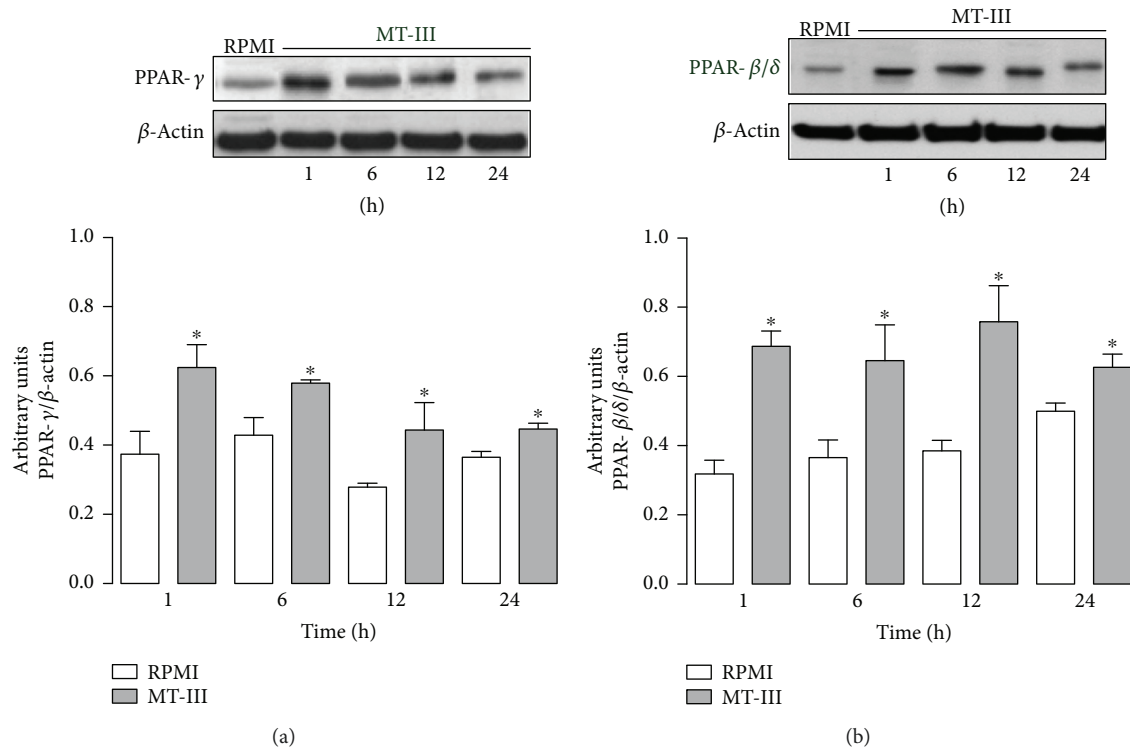 MT-III
RPMI
PPAR- γ
β-Actin
1 6 12 24
(h)
1.0
0.8
0.6
0.4
0.2
0.0
Arbitrary units
PPAR- γ/β-actin
* * * *
1 6 12 24
Time (h)
RPMI
MT-III
(a)
MT-III
RPMI
PPAR- β/δ
β-Actin
1 6 12 24
(h)
1.0
0.8
0.6
0.4
0.2
0.0
Arbitrary units
PPAR- β/δ/β-actin
* * * *
1 6 12 24
Time (h)
RPMI
MT-III
(b)